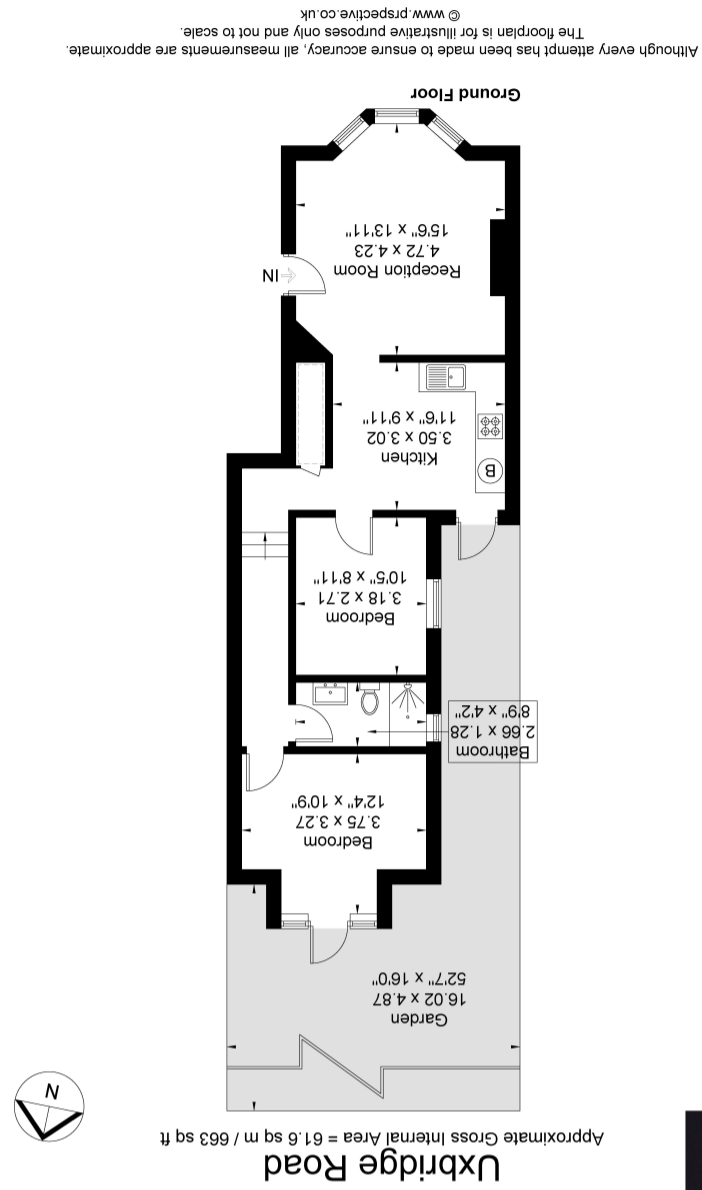 Uxbridge Road
Approximate Gross Internal Area = 61.6 sq m / 663 sq ft
N
Garden
16.02 x 4.87
52'7" x 16'0"
Bedroom
3.75 x 3.27
12'4" x 10'9"
Bathroom
2.66 x 1.28
8'9" x 4'2"
Bedroom
3.18 x 2.71
10'5" x 8'11"
B
Kitchen
3.50 x 3.02
11'6" x 9'11"
IN
Reception Room
4.72 x 4.23
15'6" x 13'11"
Ground Floor
Although every attempt has been made to ensure accuracy, all measurements are approximate.
The floorplan is for illustrative purposes only and not to scale.
© www.prspective.co.uk